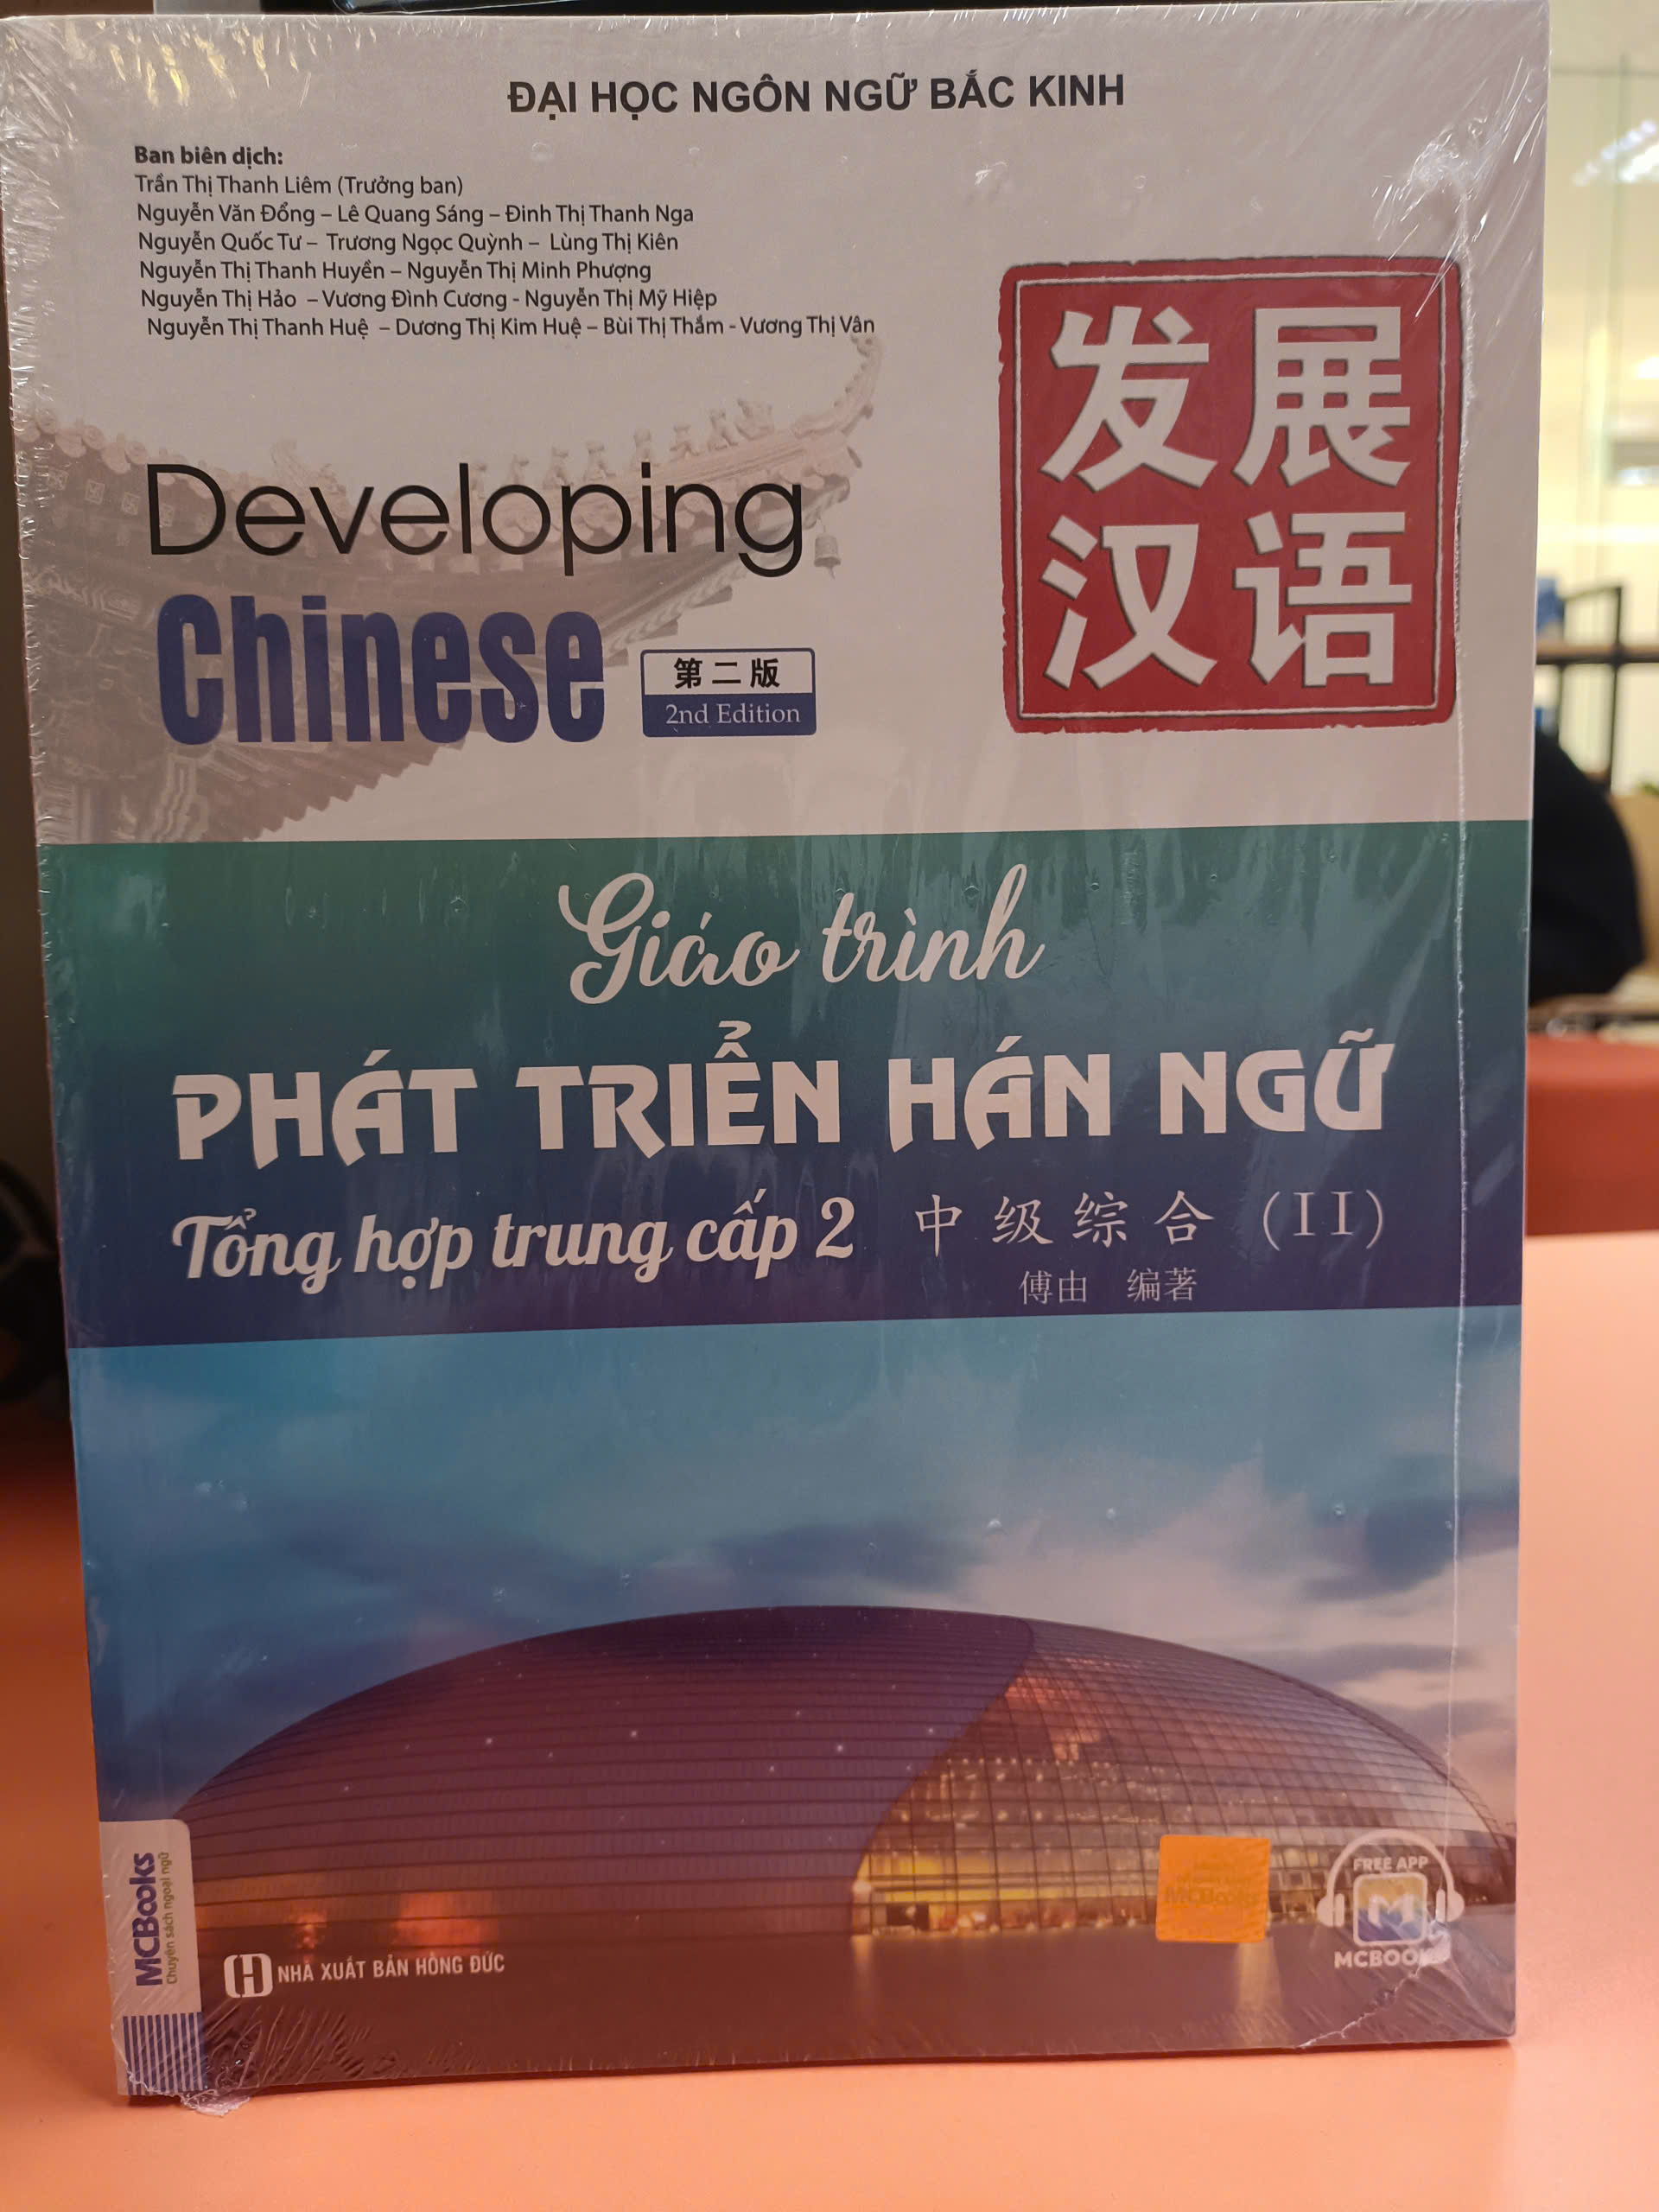 ĐẠI HỌC NGÔN NGỮ BẮC KINH
Ban biên dịch:
Trần Thị Thanh Liêm (Trưởng ban)
Nguyễn Văn Đổng – Lê Quang Sáng – Đinh Thị Thanh Nga
Nguyễn Quốc Tư – Trương Ngọc Quỳnh – Lùng Thị Kiên
Nguyễn Thị Thanh Huyền – Nguyễn Thị Minh Phượng
Nguyễn Thị Hảo – Vương Đình Cương - Nguyễn Thị Mỹ Hiệp
Nguyễn Thị Thanh Huệ – Dương Thị Kim Huệ – Bùi Thị Thắm - Vương Thị Vân
发展
汉语
Developing
Chinese
第二版
2nd Edition
Giáo trình
PHÁT TRIỂN HÁN NGỮ
Tổng hợp trung cấp 2 中级综合 (II)
傅由 编著
MCBooks
Chuyên sách ngoại ngữ
NHÀ XUẤT BẢN HỒNG ĐỨC
MCBooks
FREE APP
M
MCBOOKS